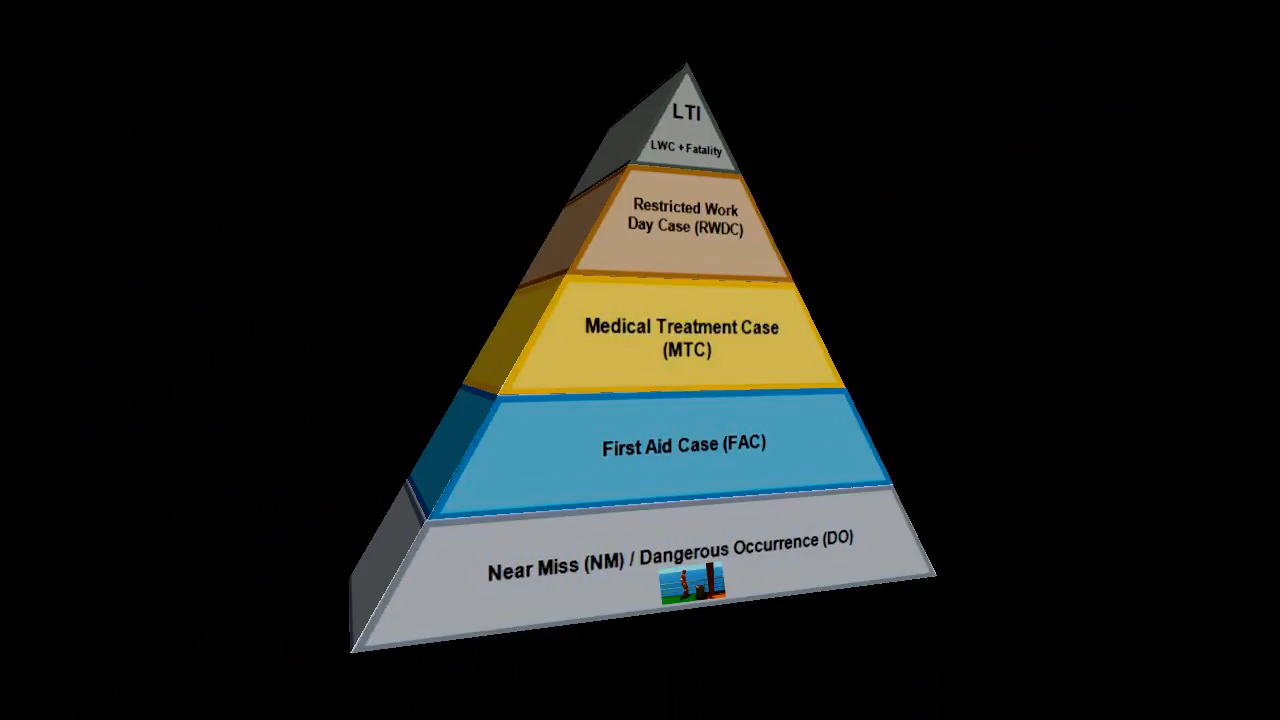 LTI
LWC + Fatality
Restricted Work
Day Case (RWDC)
Medical Treatment Case
(MTC)
First Aid Case (FAC)
Near Miss (NM) / Dangerous Occurrence (DO)